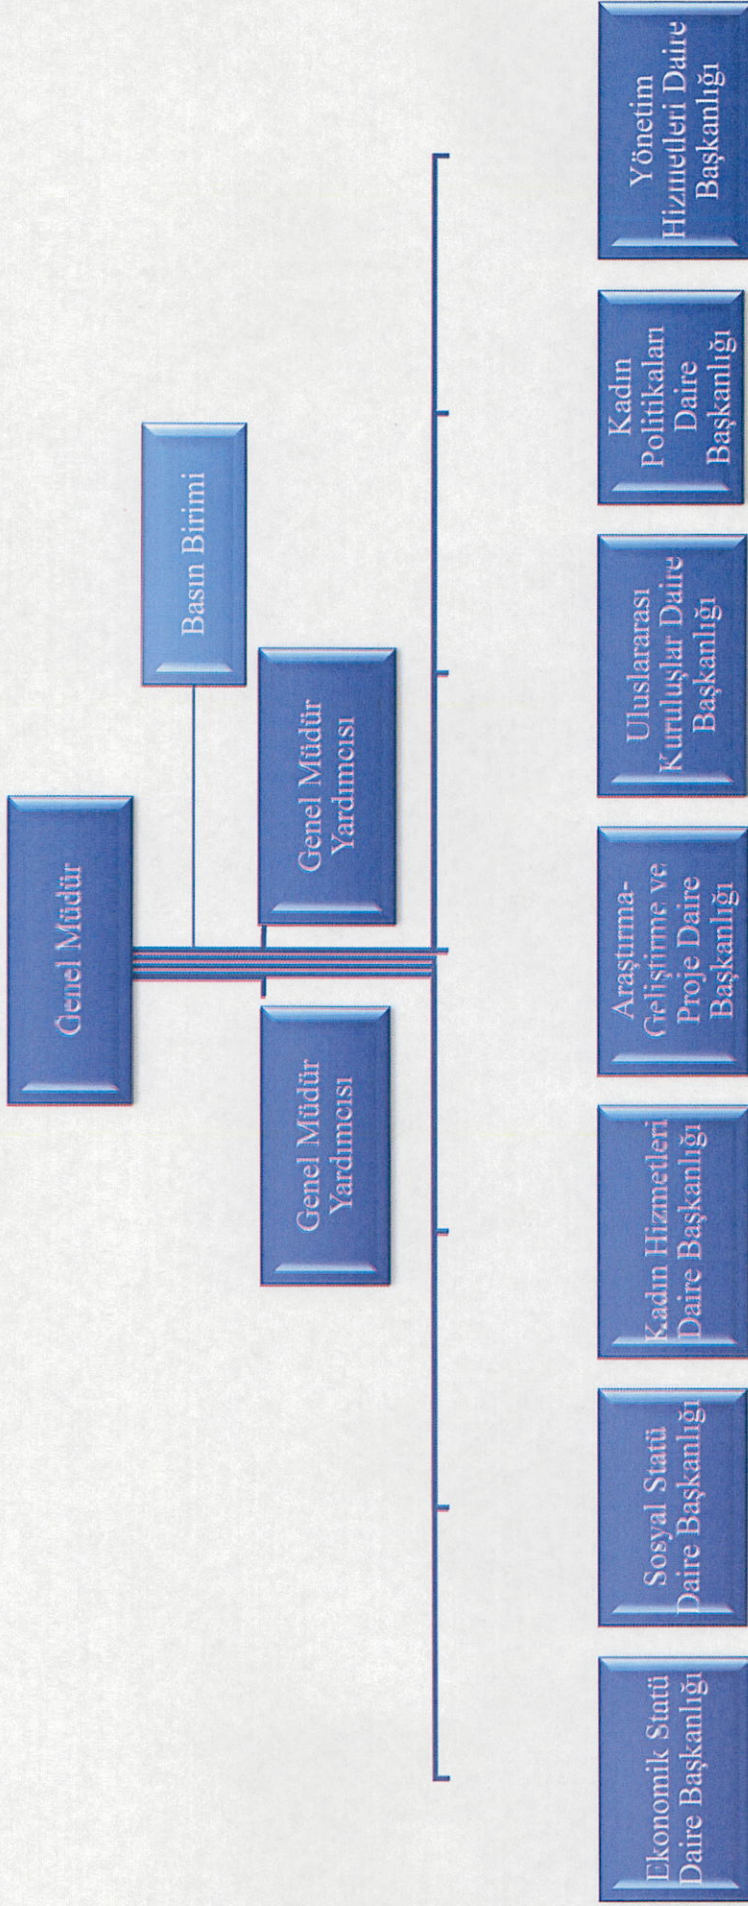 Genel Müdür
Basın Birimi
Genel Müdür
Yardımcısı
Genel Müdür
Yardımcısı
Ekonomik Statü
Daire Başkanlığı
Sosyal Statü
Daire Başkanlığı
Kadın Hizmetleri
Daire Başkanlığı
Araştırma-
Geliştirme ve
Proje Daire
Başkanlığı
Uluslararası
Kuruluşlar Daire
Başkanlığı
Kadın
Politikaları
Daire
Başkanlığı
Yönetim
Hizmetleri Daire
Başkanlığı